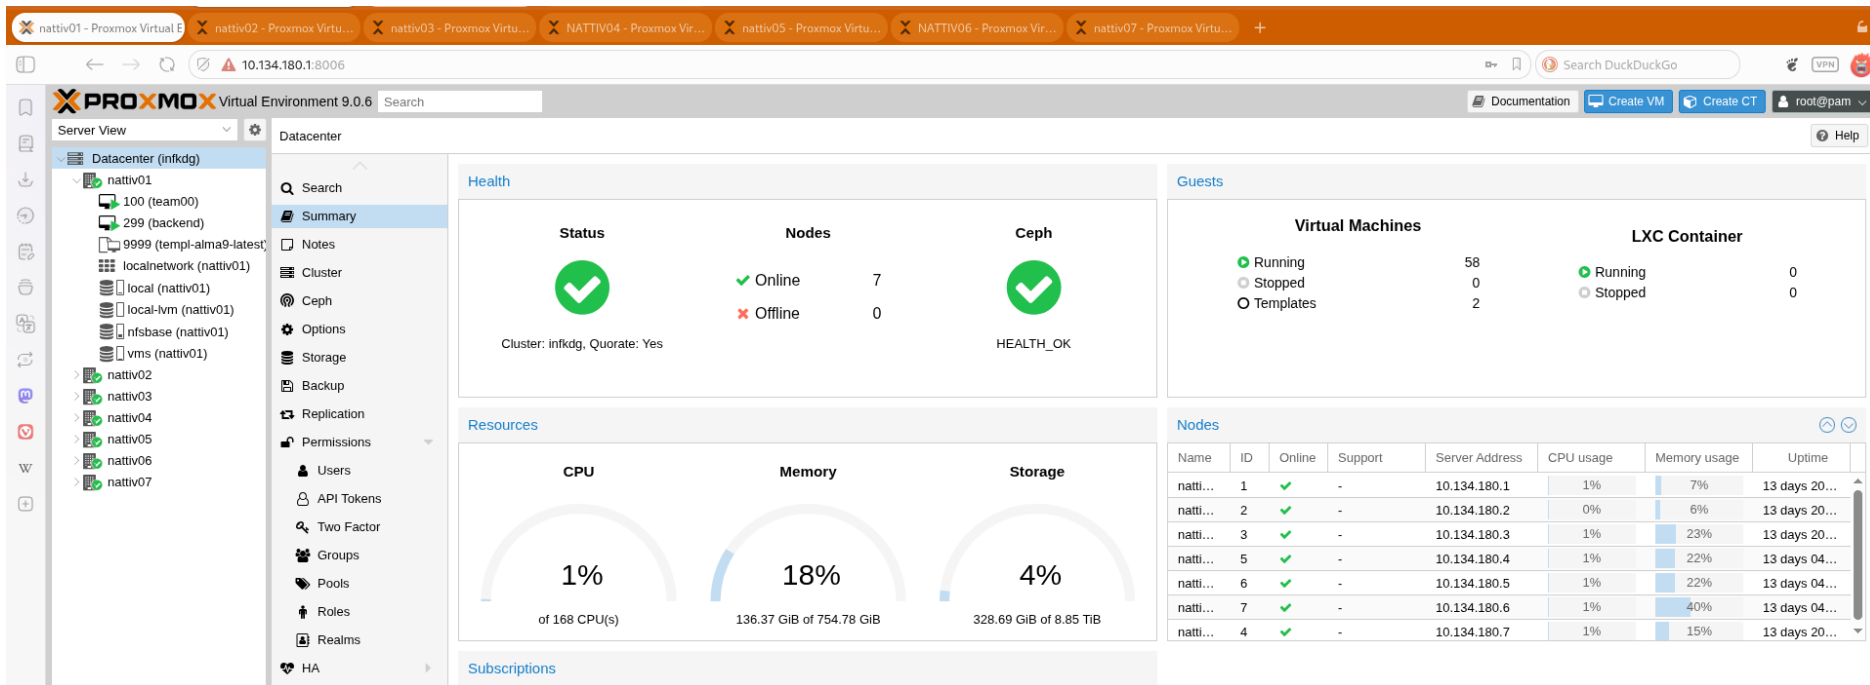 nattiv01 - Proxmox Virtual E
nattiv02 - Proxmox Virtu...
nattiv03 - Proxmox Virtu...
NATTIV04 - Proxmox Vir...
nattiv05 - Proxmox Virtu...
NATTIV06 - Proxmox Vir...
nattiv07 - Proxmox Virtu...
10.134.180.1:8006
Search DuckDuckGo
VPN
PROXMOX Virtual Environment 9.0.6
Search
Documentation
Create VM
Create CT
root@pam
Server View
Datacenter
Help
Datacenter (infkdg)
nattiv01
100 (team00)
299 (backend)
9999 (templ-alma9-latest)
localnetwork (nattiv01)
local (nattiv01)
local-lvm (nattiv01)
nfsbase (nattiv01)
vms (nattiv01)
nattiv02
nattiv03
nattiv04
nattiv05
nattiv06
nattiv07
Search
Summary
Notes
Cluster
Ceph
Options
Storage
Backup
Replication
Permissions
Users
API Tokens
Two Factor
Groups
Pools
Roles
Realms
HA
Health
Status
Nodes
Ceph
Online 7
Offline 0
Cluster: infkdg, Quorate: Yes
HEALTH_OK
Guests
Virtual Machines
Running 58
Stopped 0
Templates 2
LXC Container
Running 0
Stopped 0
Resources
CPU
Memory
Storage
1%
18%
4%
of 168 CPU(s)
136.37 GiB of 754.78 GiB
328.69 GiB of 8.85 TiB
Nodes
Name ID Online Support Server Address CPU usage Memory usage Uptime
natti... 1 - 10.134.180.1 1% 7% 13 days 20...
natti... 2 - 10.134.180.2 0% 6% 13 days 20...
natti... 3 - 10.134.180.3 1% 23% 13 days 20...
natti... 5 - 10.134.180.4 1% 22% 13 days 04...
natti... 6 - 10.134.180.5 1% 22% 13 days 04...
natti... 7 - 10.134.180.6 1% 40% 13 days 04...
natti... 4 - 10.134.180.7 1% 15% 13 days 20...
Subscriptions
W